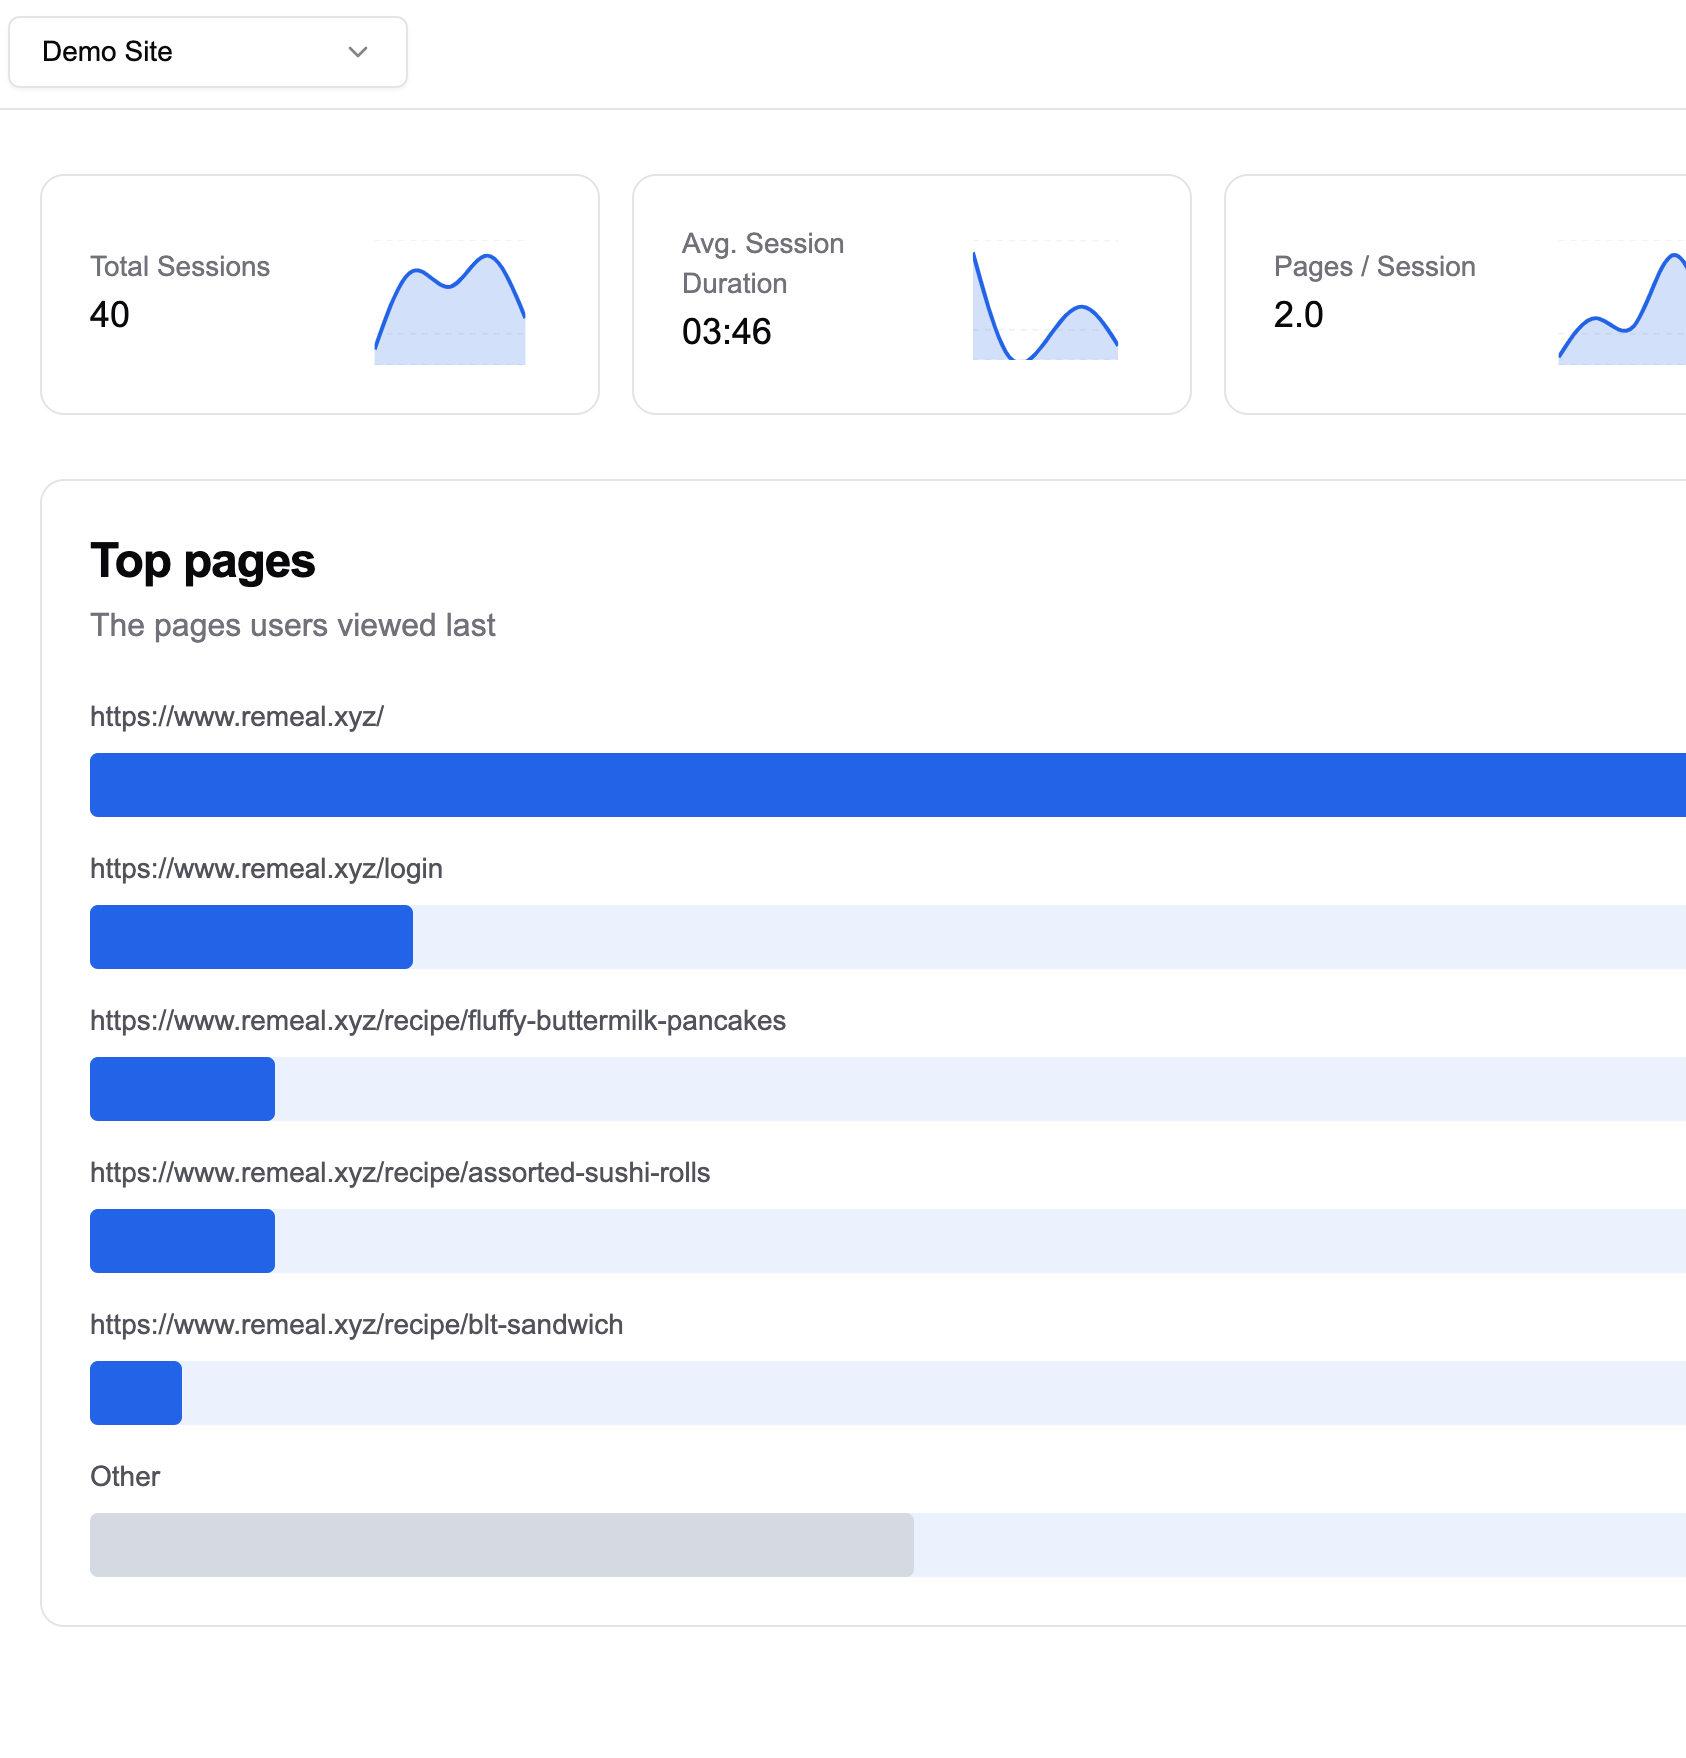 Demo Site
Total Sessions
40
Avg. Session
Duration
03:46
Pages / Session
2.0
Top pages
The pages users viewed last
https://www.remeal.xyz/
https://www.remeal.xyz/login
https://www.remeal.xyz/recipe/fluffy-buttermilk-pancakes
https://www.remeal.xyz/recipe/assorted-sushi-rolls
https://www.remeal.xyz/recipe/blt-sandwich
Other